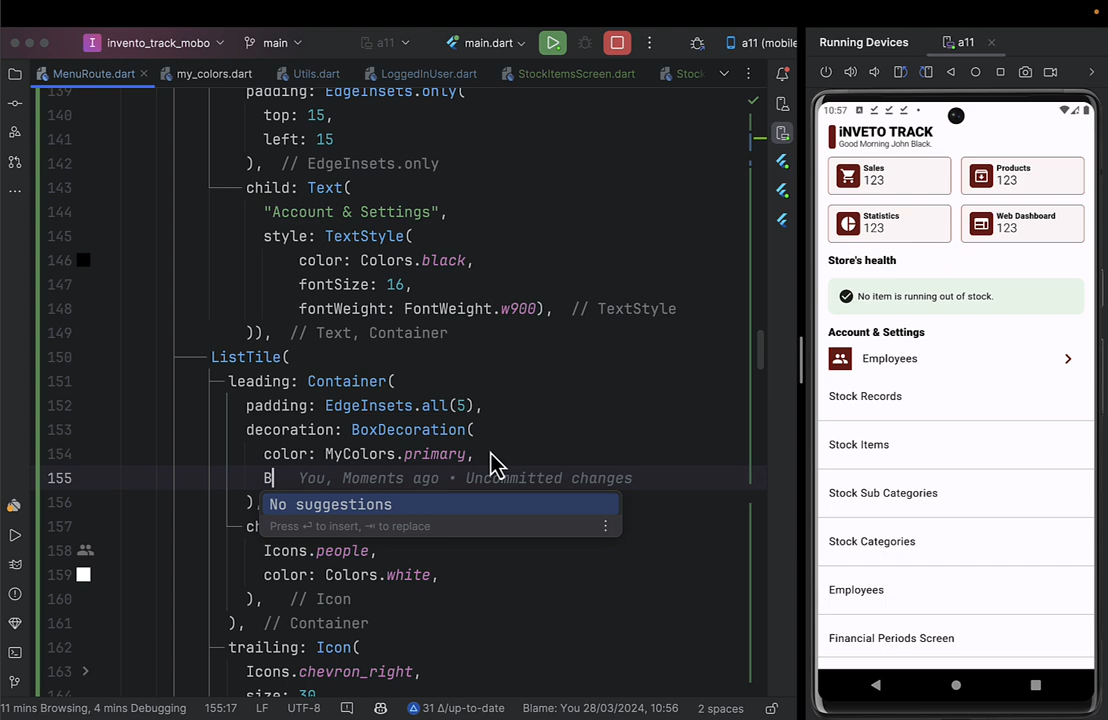 invento_track_mobo
main
a11
main.dart
a11 (mobile
Running Devices
a11
MenuRoute.dart
my_colors.dart
Utils.dart
LoggedInUser.dart
StockItemsScreen.dart
Stock
139 padding: EdgeInsets.only(
140 top: 15,
141 left: 15
142 ), // EdgeInsets.only
143 child: Text(
144 "Account & Settings",
145 style: TextStyle(
146 color: Colors.black,
147 fontSize: 16,
148 fontWeight: FontWeight.w900), // TextStyle
149 )), // Text, Container
150 ListTile(
151 leading: Container(
152 padding: EdgeInsets.all(5),
153 decoration: BoxDecoration(
154 color: MyColors.primary,
155 B You, Moments ago • Uncommitted changes
156 ),
No suggestions
Press ↵ to insert, ⇥ to replace
157 ch
158 Icons.people,
159 color: Colors.white,
160 ), // Icon
161 ), // Container
162 trailing: Icon(
163 Icons.chevron_right,
164 size: 30
11 mins Browsing, 4 mins Debugging
155:17
LF
UTF-8
31 Δ/up-to-date
Blame: You 28/03/2024, 10:56
2 spaces
10:57
iNVETO TRACK
Good Morning John Black.
Sales
123
Products
123
Statistics
123
Web Dashboard
123
Store's health
No item is running out of stock.
Account & Settings
Employees
Stock Records
Stock Items
Stock Sub Categories
Stock Categories
Employees
Financial Periods Screen